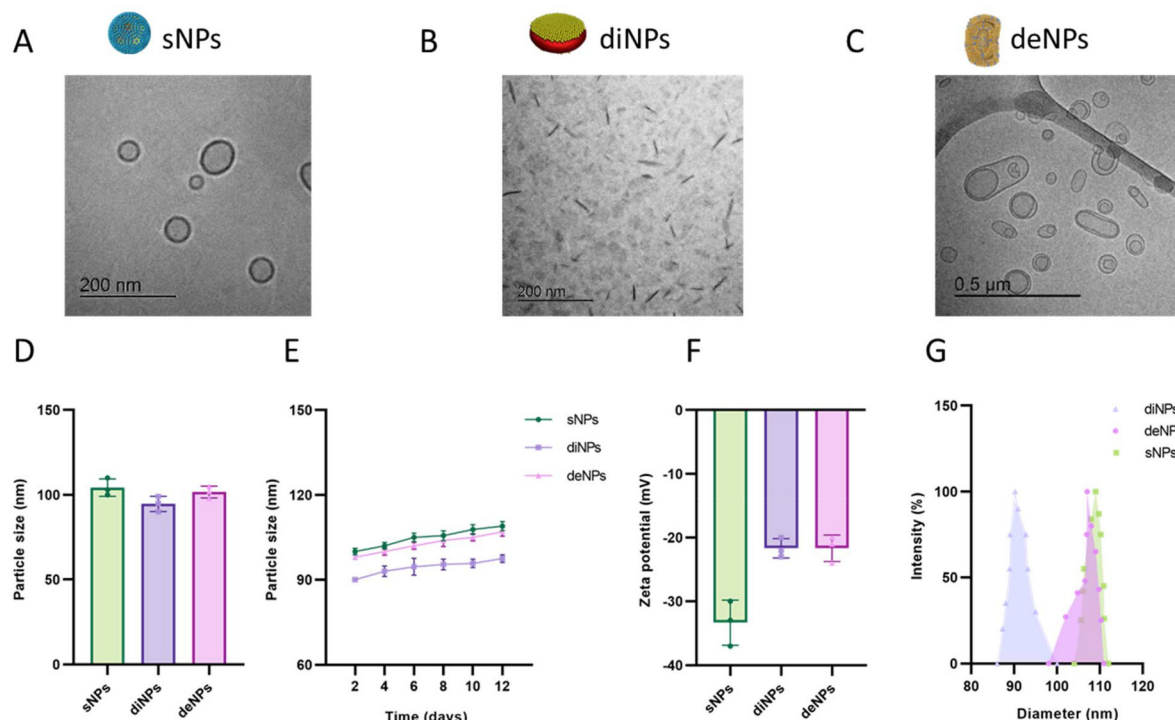 A sNPs
B diNPs
C deNPs
200 nm
200 nm
0.5 µm
D
E
F
G
Particle size (nm)
150
100
50
0
sNPs
diNPs
deNPs
Particle size (nm)
150
120
90
60
2 4 6 8 10 12
Time (days)
sNPs
diNPs
deNPs
Zeta potential (mV)
0
-10
-20
-30
-40
sNPs
diNPs
deNPs
Intensity (%)
150
100
50
0
80 90 100 110 120
Diameter (nm)
diNPs
deNP
sNPs